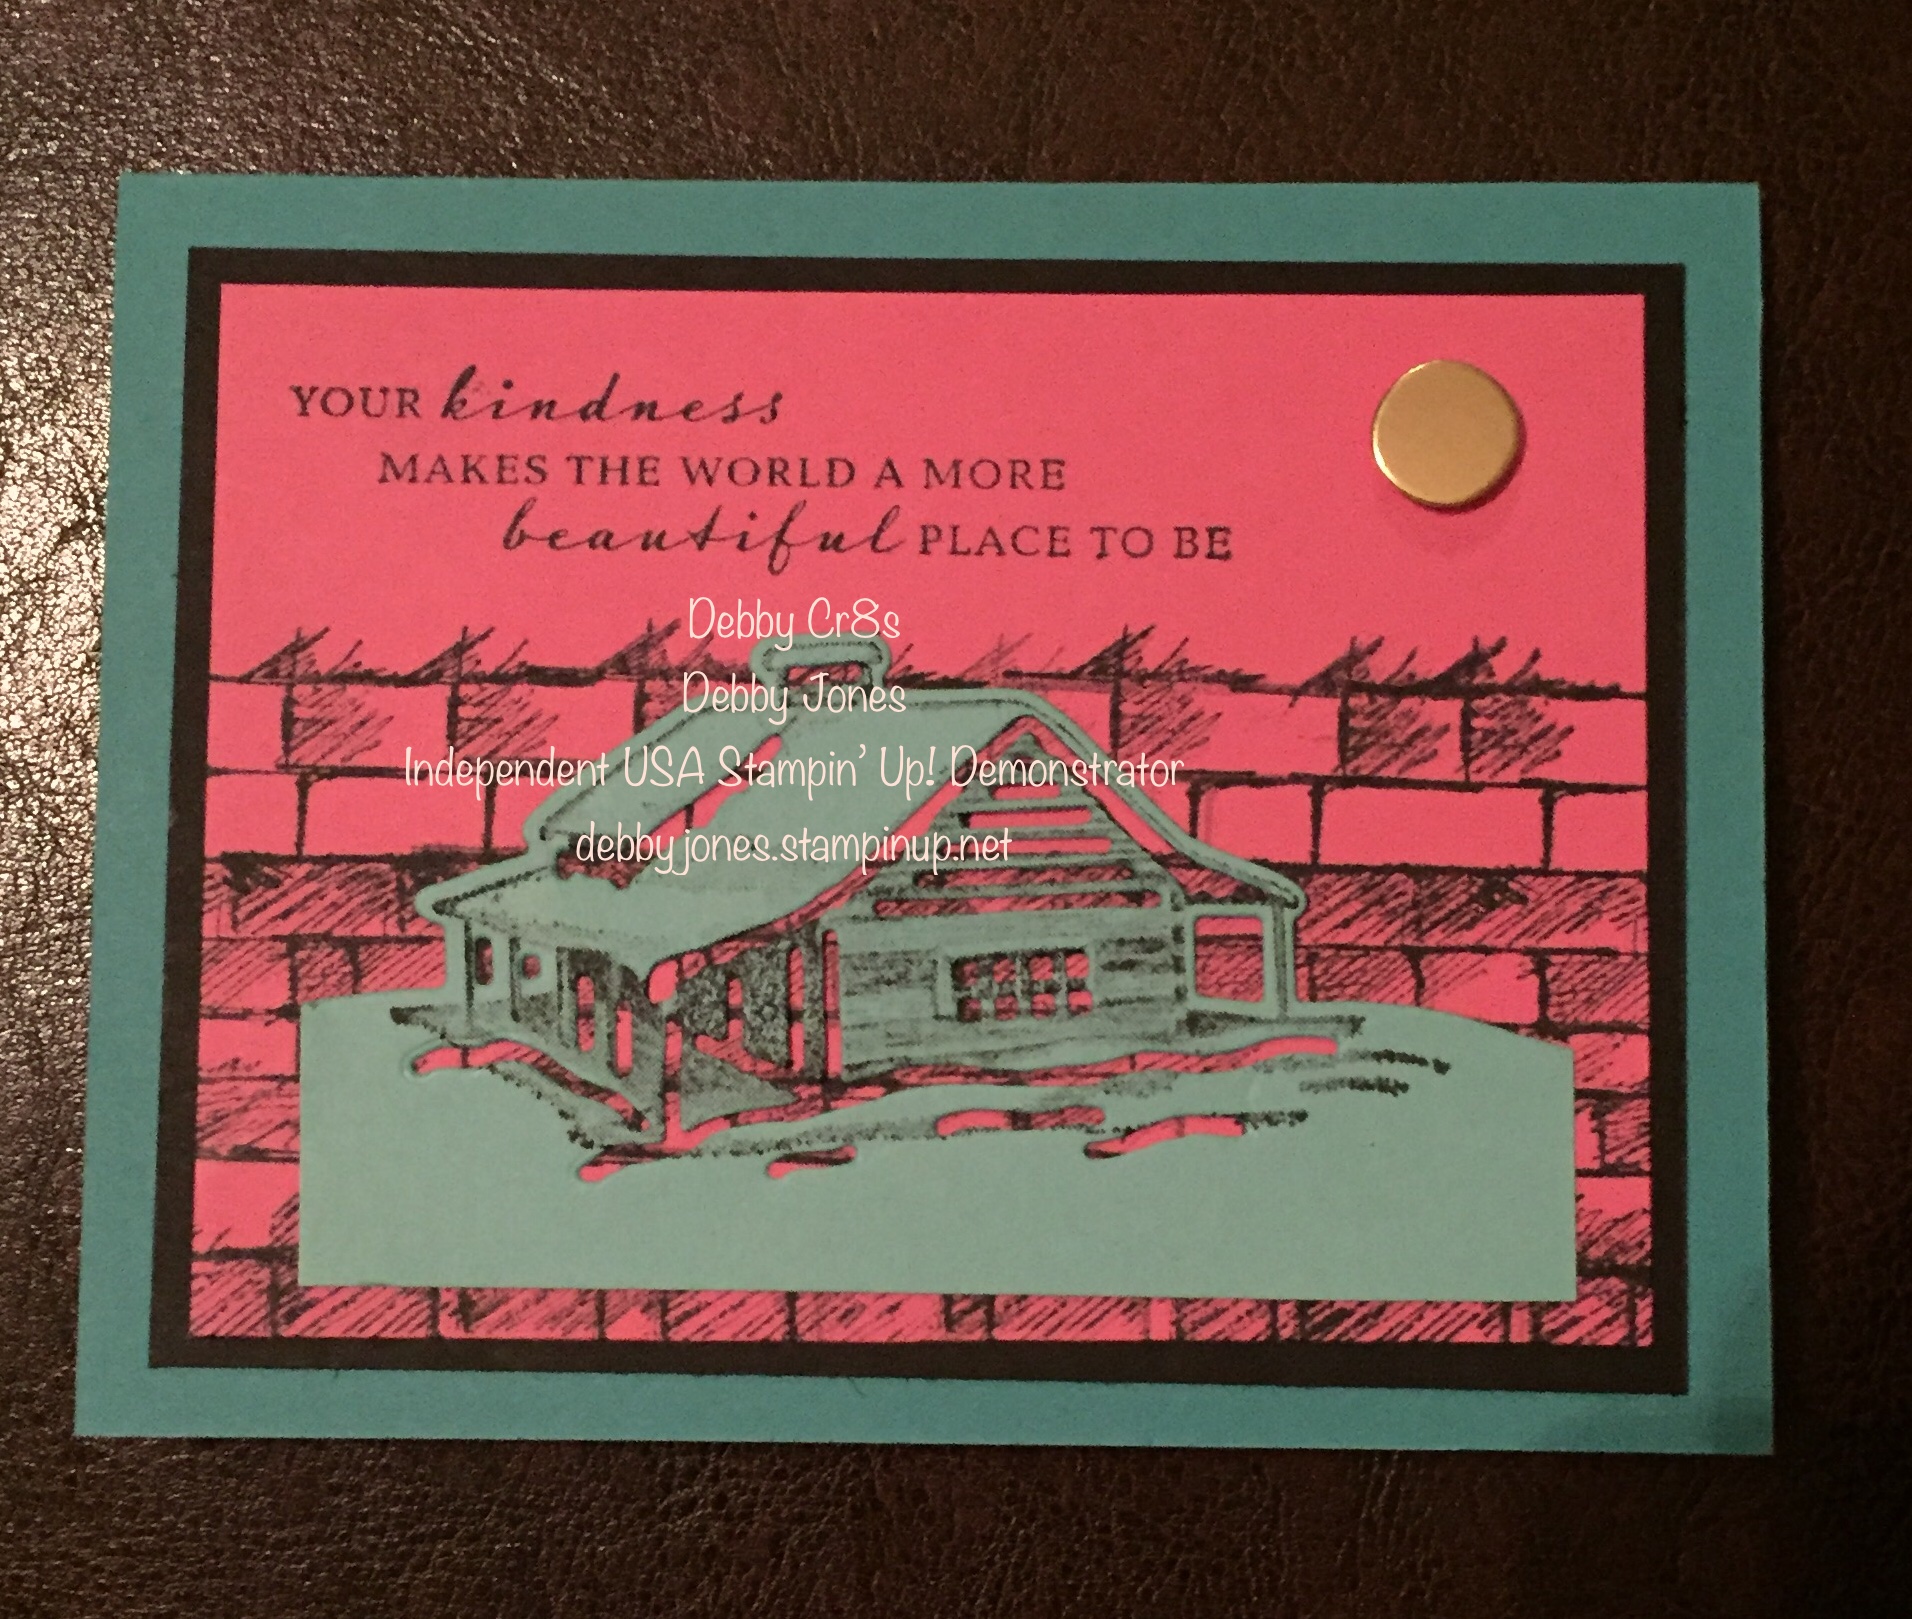 YOUR kindness
MAKES THE WORLD A MORE
beautiful PLACE TO BE
Debby Cr8s
Debby Jones
Independent USA Stampin' Up! Demonstrator
debbyjones.stampinup.net